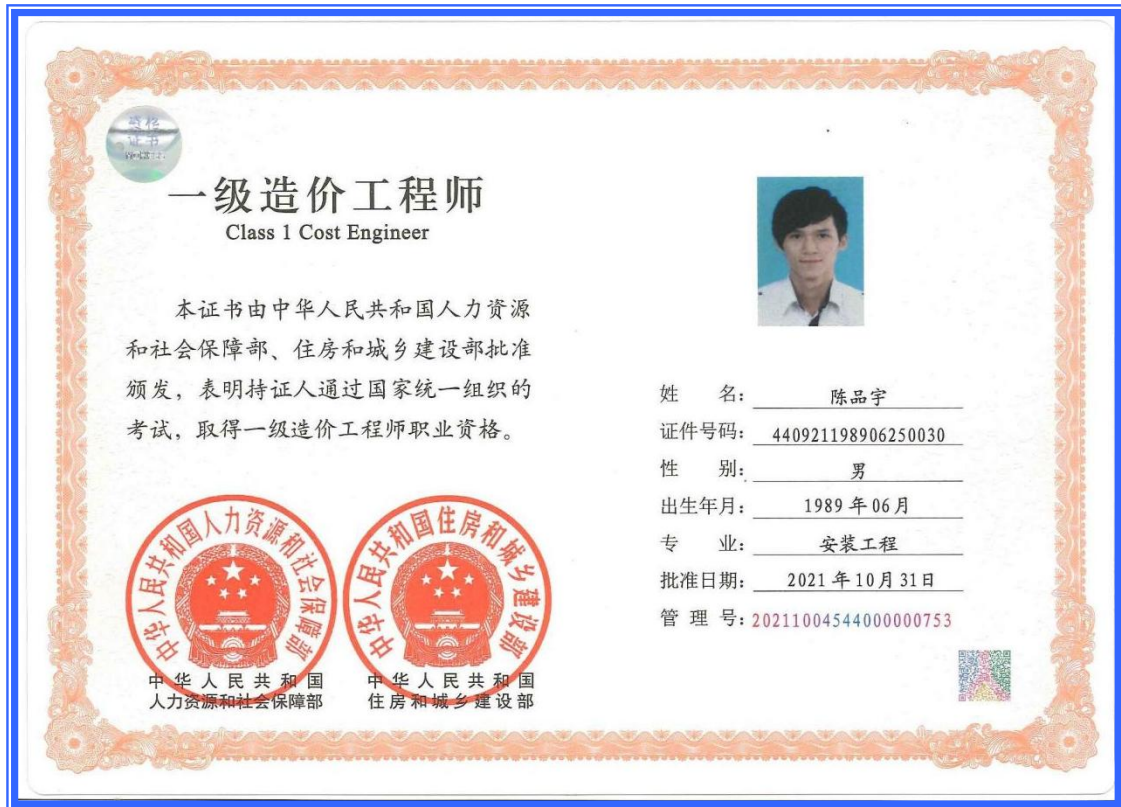 资格
证书
一级造价工程师
Class 1 Cost Engineer
本证书由中华人民共和国人力资源
和社会保障部、住房和城乡建设部批准
颁发，表明持证人通过国家统一组织的
考试，取得一级造价工程师职业资格。
中华人民共和国人力资源和社会保障部
中华人民共和国住房和城乡建设部
中华人民共和国
人力资源和社会保障部
中华人民共和国
住房和城乡建设部
姓 名： 陈品宇
证件号码： 440921198906250030
性 别： 男
出生年月： 1989年06月
专 业： 安装工程
批准日期： 2021年10月31日
管 理 号： 20211004544000000753